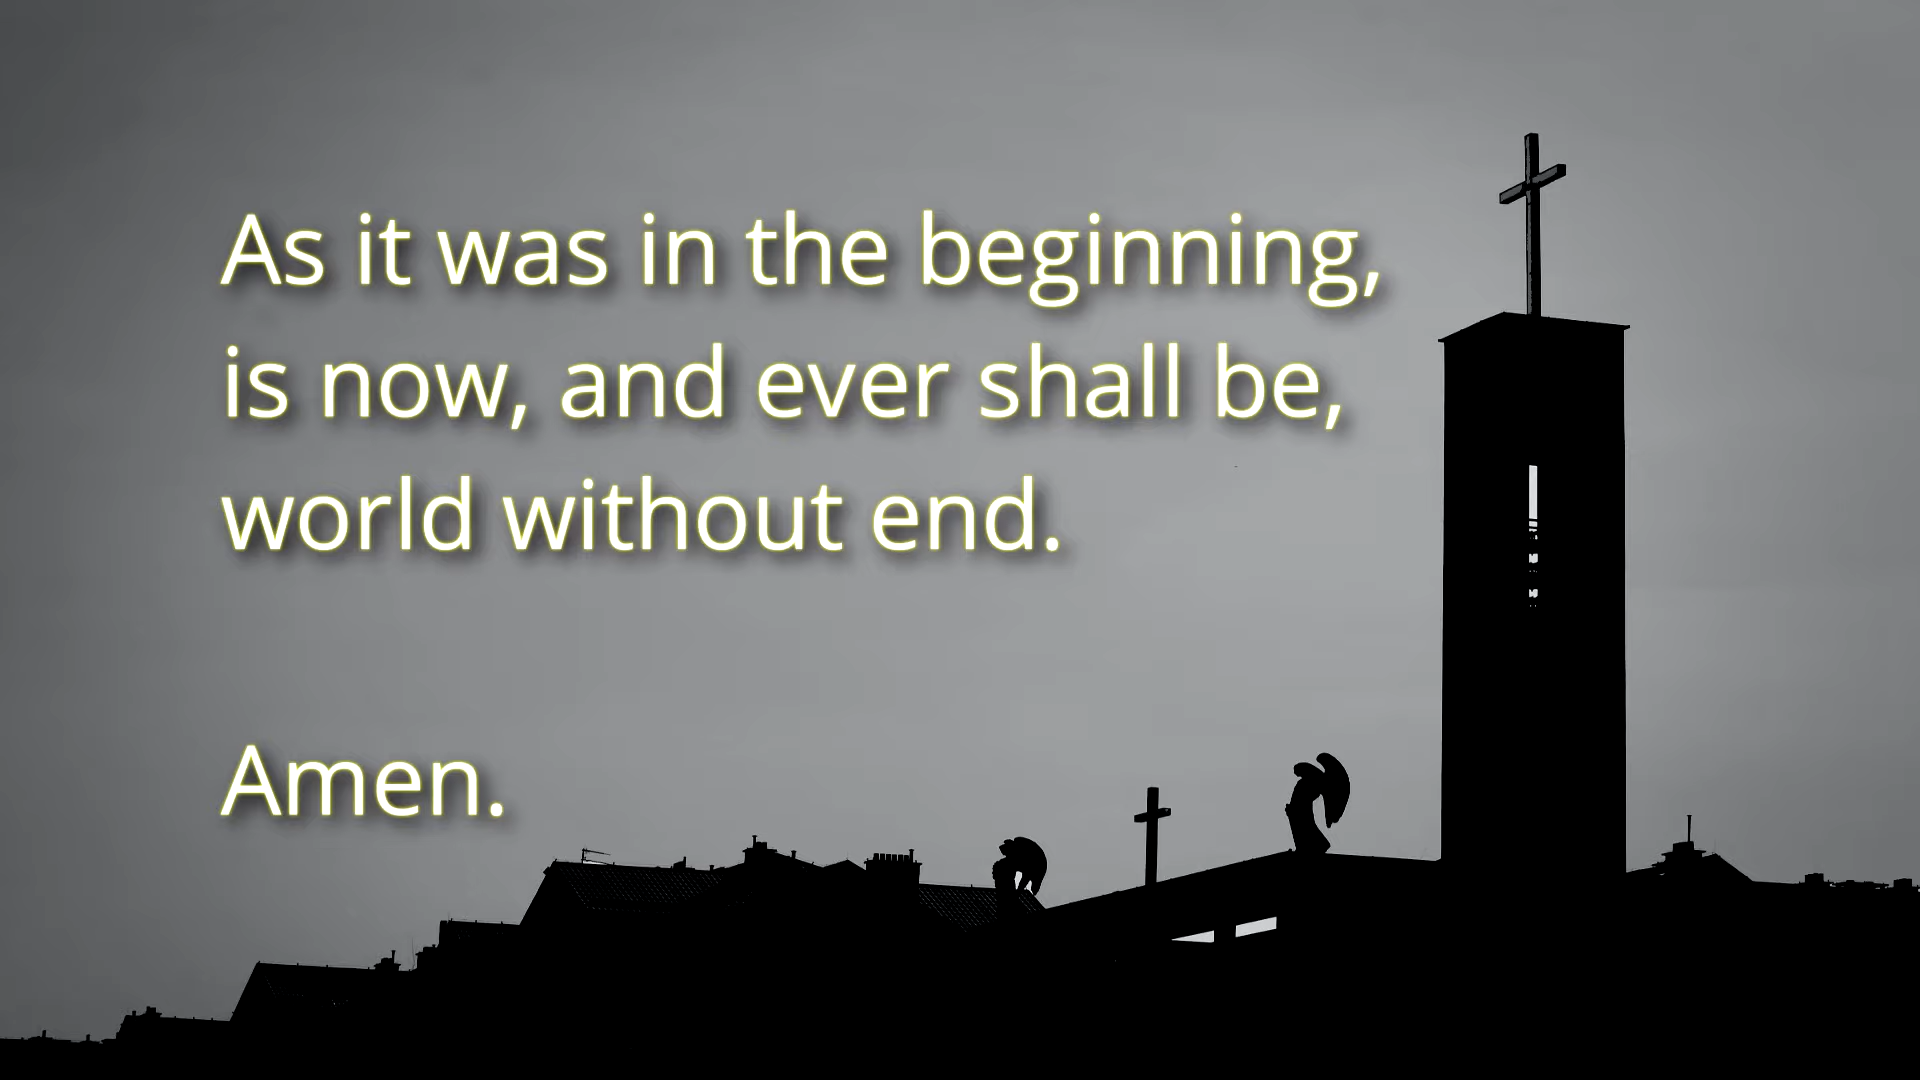 As it was in the beginning,
is now, and ever shall be,
world without end.
Amen.